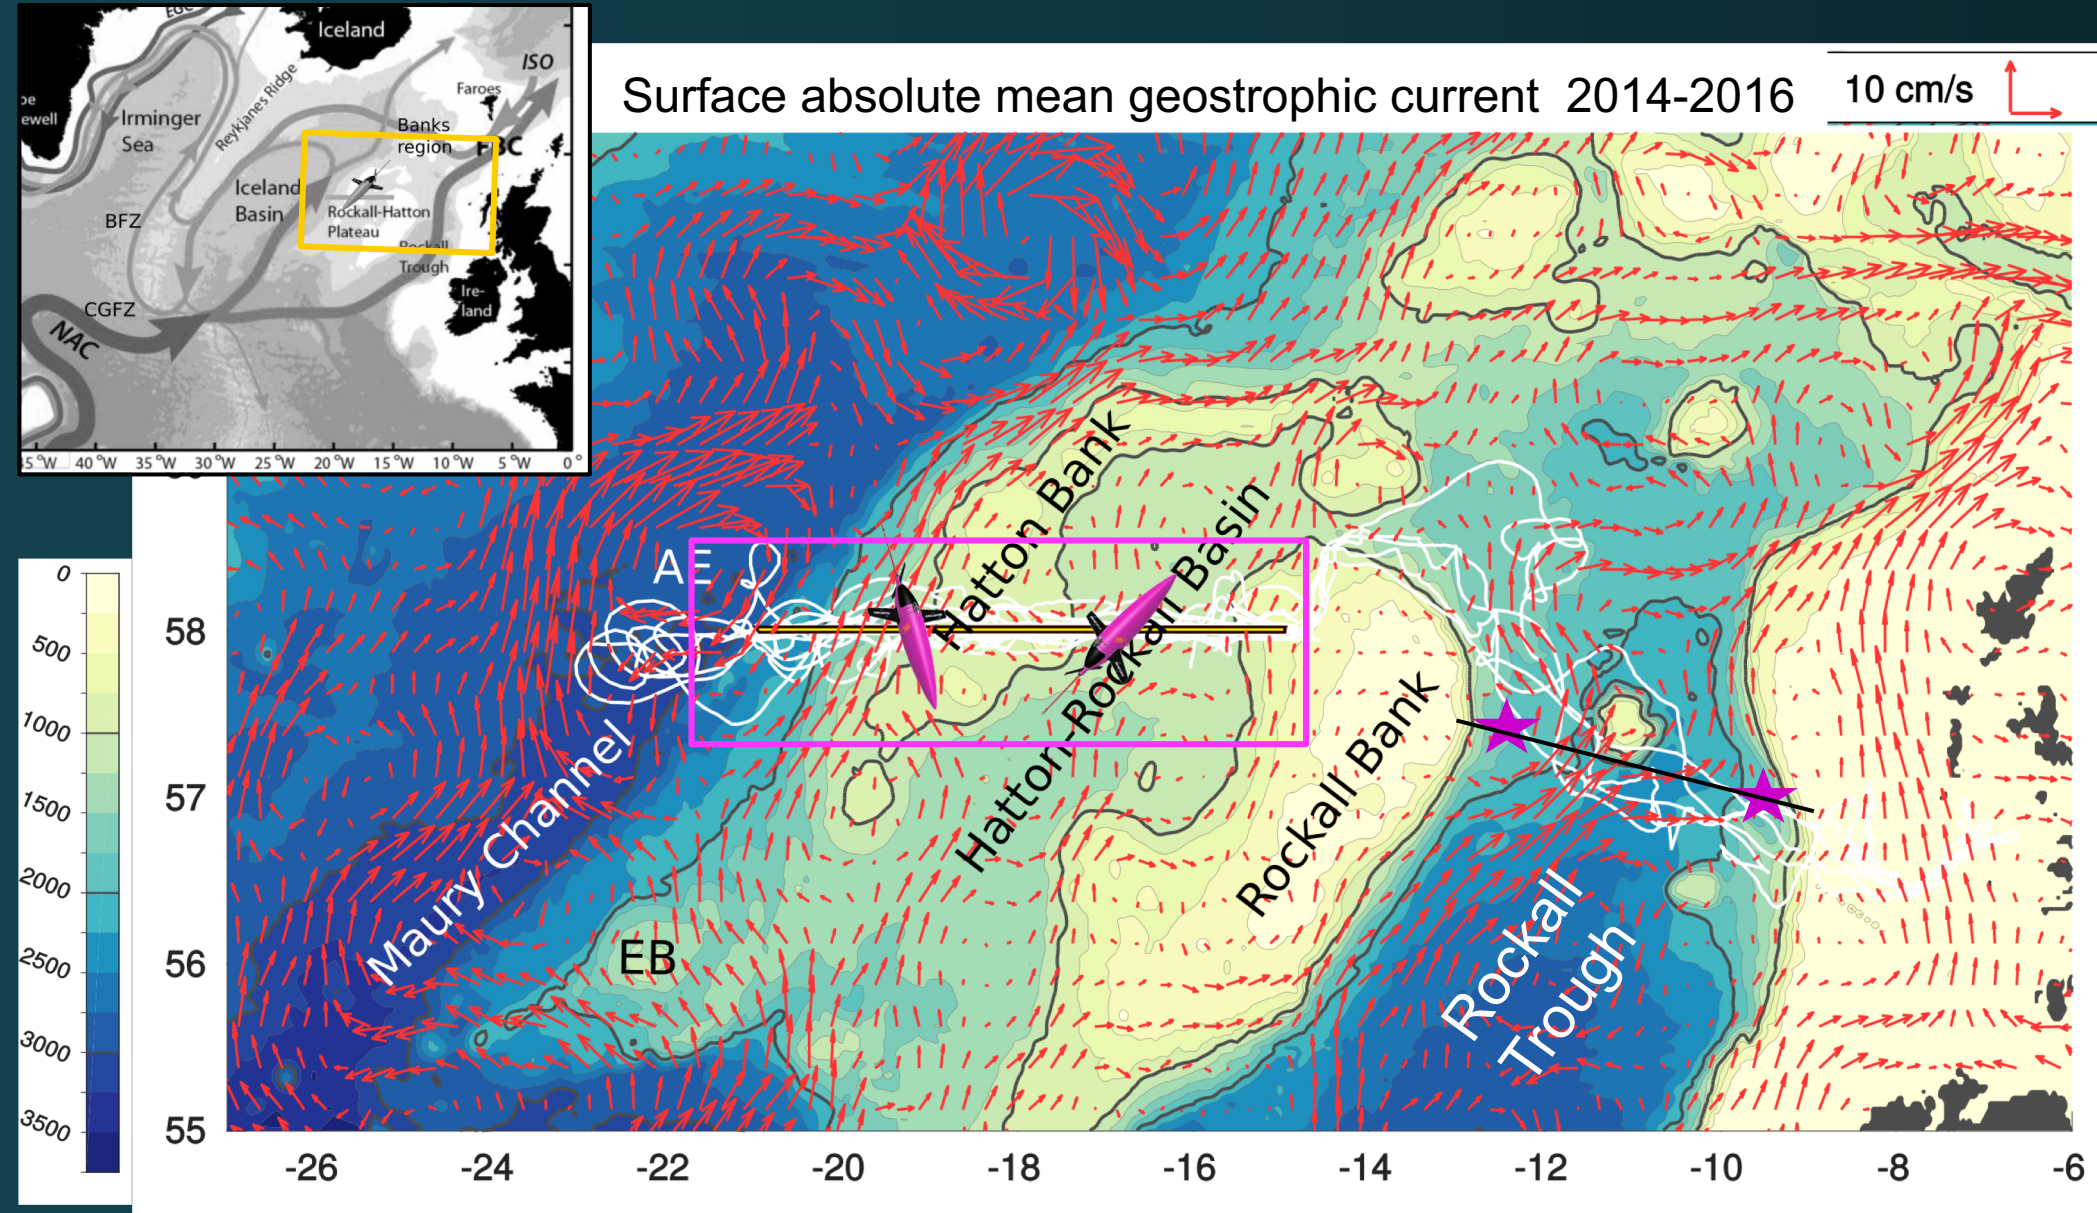 Surface absolute mean geostrophic current 2014-2016
10 cm/s
Iceland
ISO
Faroes
Irminger
Sea
Reykjanes Ridge
Banks
region
Iceland
Basin
BFZ
Rockall-Hatton
Plateau
Trough
Ire-
land
CGFZ
NAC
40°W
35°W
30°W
25°W
20°W
15°W
10°W
5°W
0°
0
500
1000
1500
2000
2500
3000
3500
58
57
56
55
AE
Hatton Bank
Hatton-Rockall Basin
Maury Channel
Rockall Bank
EB
Rockall
Trough
-26
-24
-22
-20
-18
-16
-14
-12
-10
-8
-6